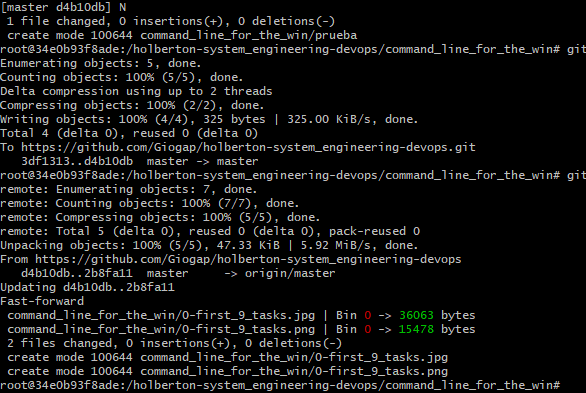 [master d4b10db] N
 1 file changed, 0 insertions(+), 0 deletions(-)
 create mode 100644 command_line_for_the_win/prueba
root@34e0b93f8ade:/holberton-system_engineering-devops/command_line_for_the_win# git
Enumerating objects: 5, done.
Counting objects: 100% (5/5), done.
Delta compression using up to 2 threads
Compressing objects: 100% (2/2), done.
Writing objects: 100% (4/4), 325 bytes | 325.00 KiB/s, done.
Total 4 (delta 0), reused 0 (delta 0)
To https://github.com/Giogap/holberton-system_engineering-devops.git
   3df1313..d4b10db  master -> master
root@34e0b93f8ade:/holberton-system_engineering-devops/command_line_for_the_win# git
remote: Enumerating objects: 7, done.
remote: Counting objects: 100% (7/7), done.
remote: Compressing objects: 100% (5/5), done.
remote: Total 5 (delta 0), reused 0 (delta 0), pack-reused 0
Unpacking objects: 100% (5/5), 47.33 KiB | 5.92 MiB/s, done.
From https://github.com/Giogap/holberton-system_engineering-devops
   d4b10db..2b8fa11  master     -> origin/master
Updating d4b10db..2b8fa11
Fast-forward
 command_line_for_the_win/0-first_9_tasks.jpg | Bin 0 -> 36063 bytes
 command_line_for_the_win/0-first_9_tasks.png | Bin 0 -> 15478 bytes
 2 files changed, 0 insertions(+), 0 deletions(-)
 create mode 100644 command_line_for_the_win/0-first_9_tasks.jpg
 create mode 100644 command_line_for_the_win/0-first_9_tasks.png
root@34e0b93f8ade:/holberton-system_engineering-devops/command_line_for_the_win#